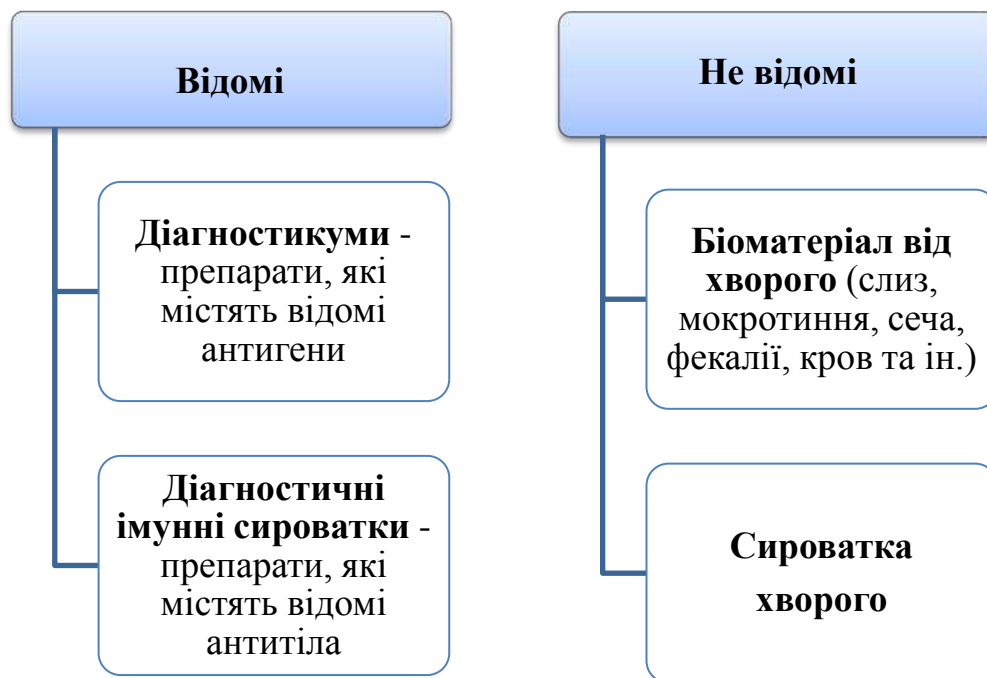 Відомі
Діагностикуми -
препарати, які
містять відомі
антигени
Діагностичні
імунні сироватки -
препарати, які
містять відомі
антитіла
Не відомі
Біоматеріал від
хворого (слиз,
мокротиння, сеча,
фекалії, кров та ін.)
Сироватка
хворого